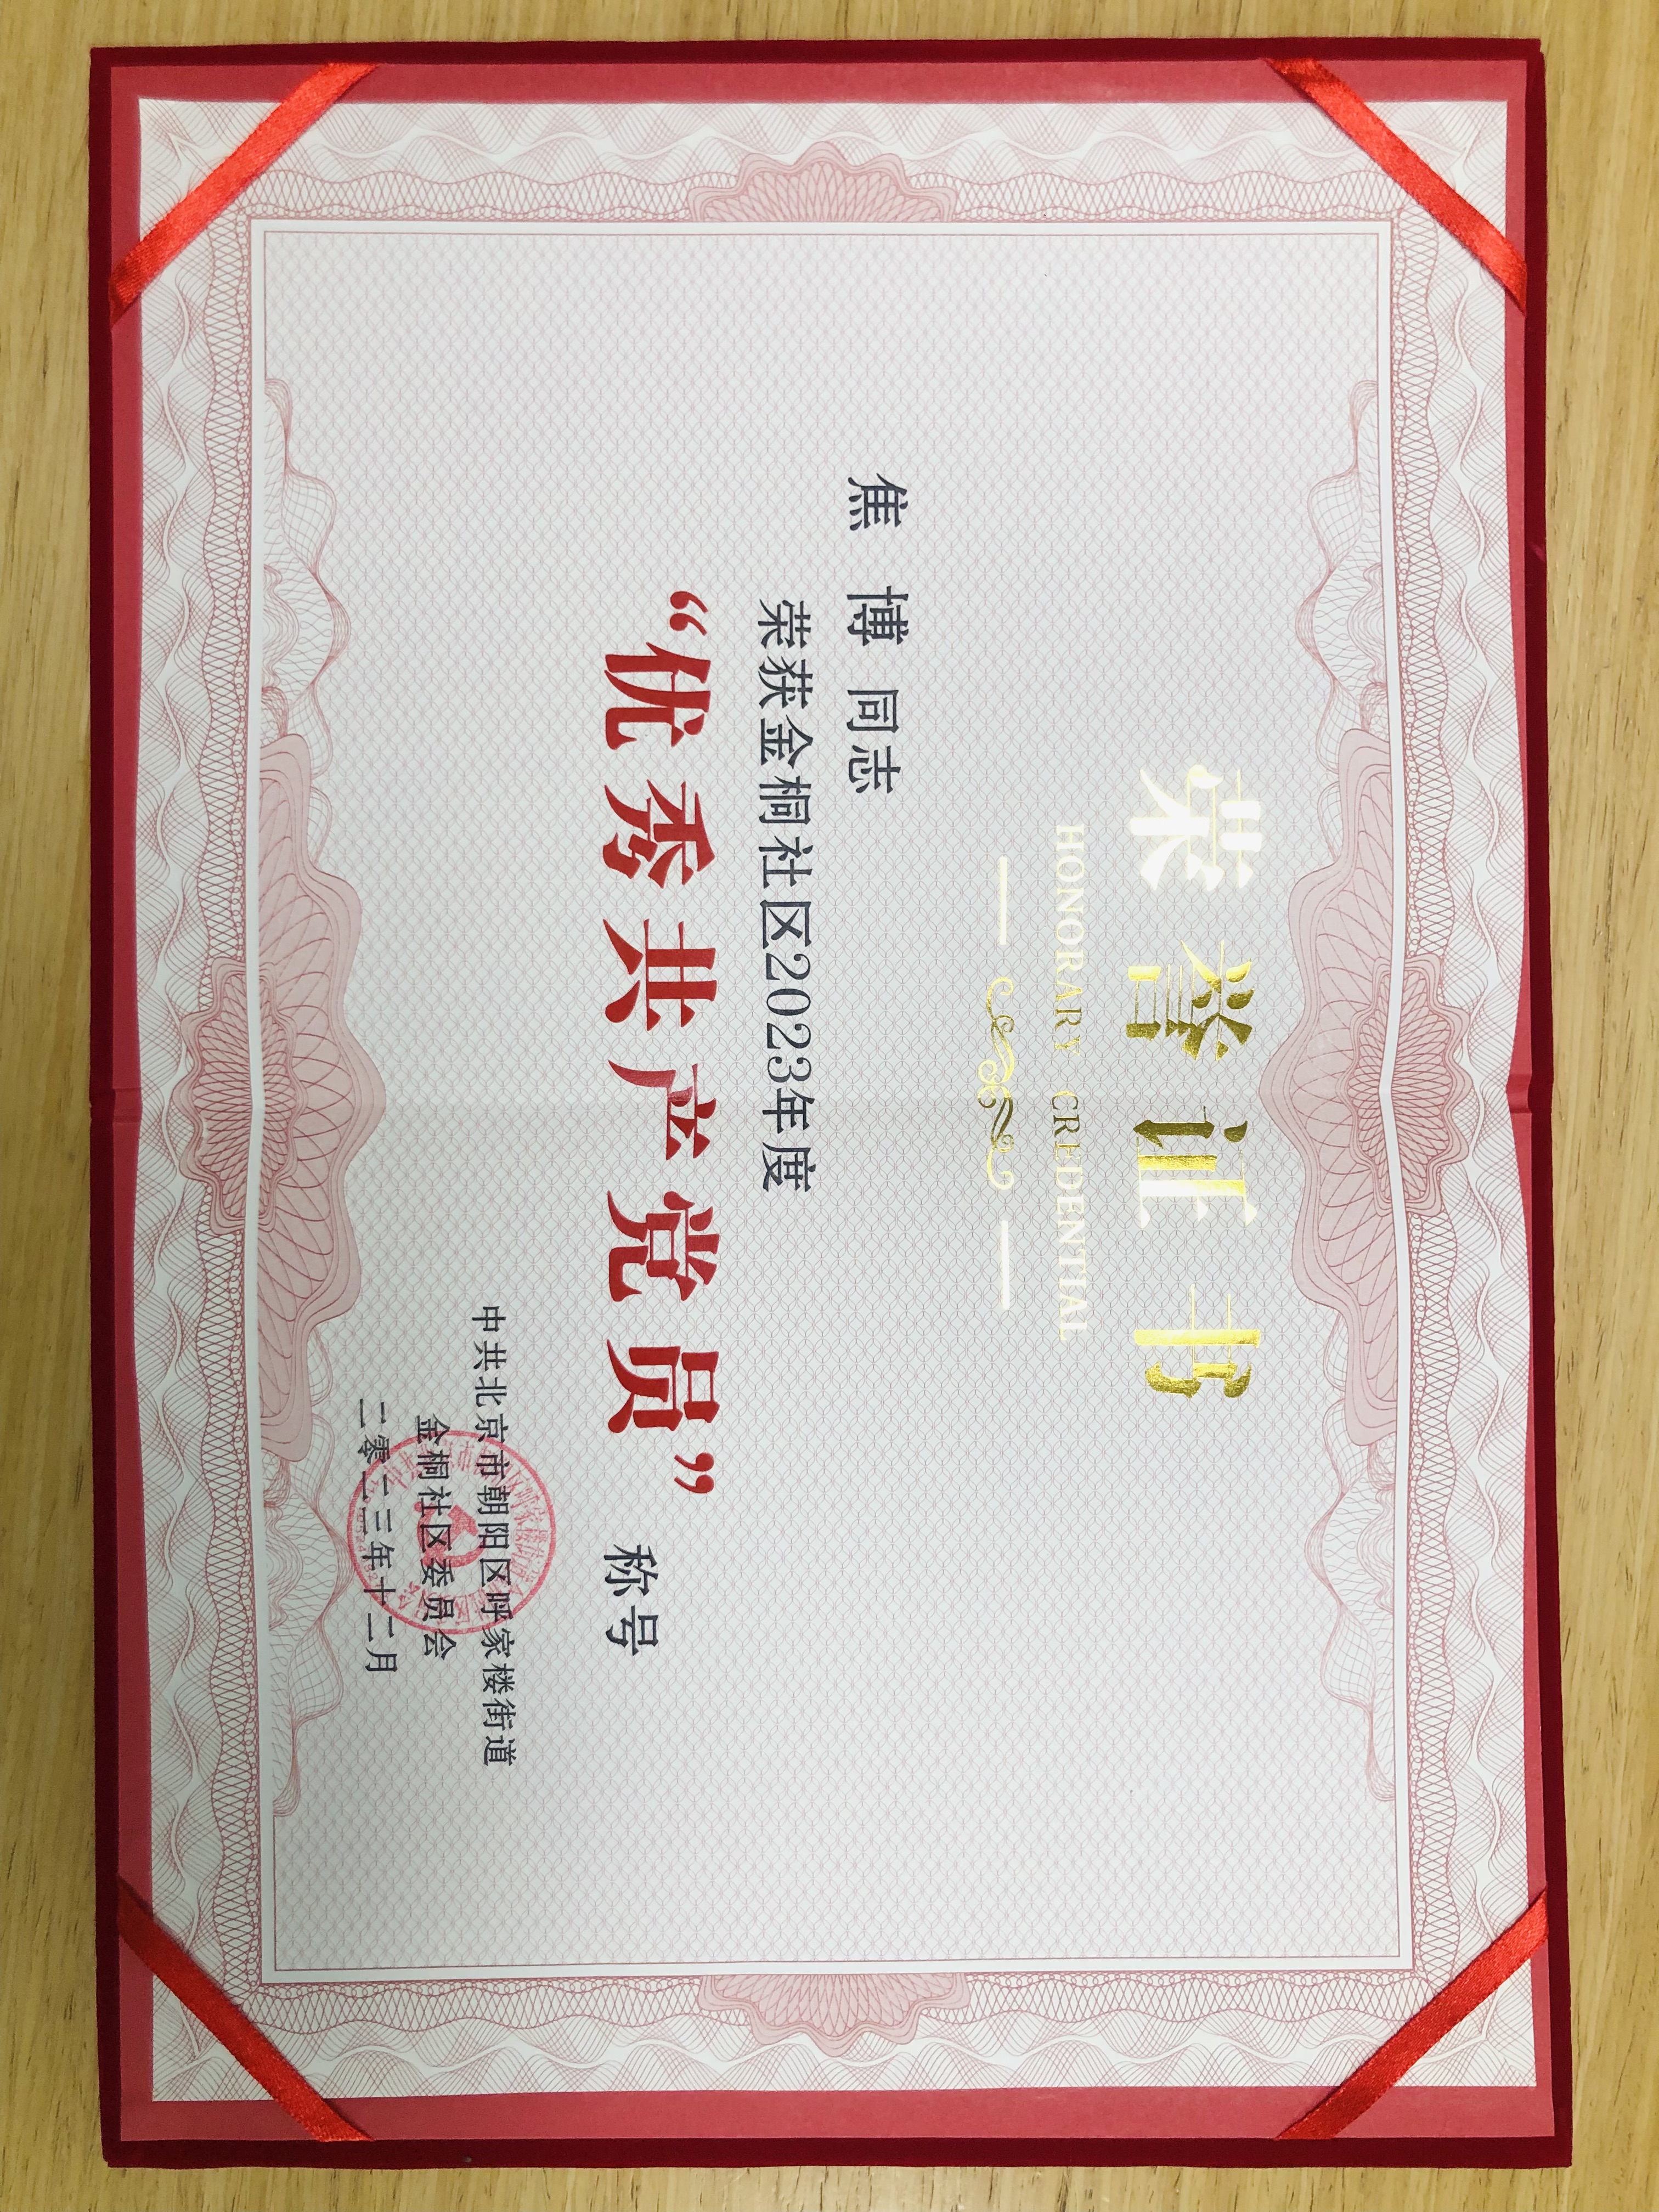 荣誉证书
HONORARY CREDENTIAL
焦 博 同志
荣获金桐社区2023年度
“优秀共产党员” 称号
中共北京市朝阳区呼家楼街道
金桐社区委员会
二零二三年十二月